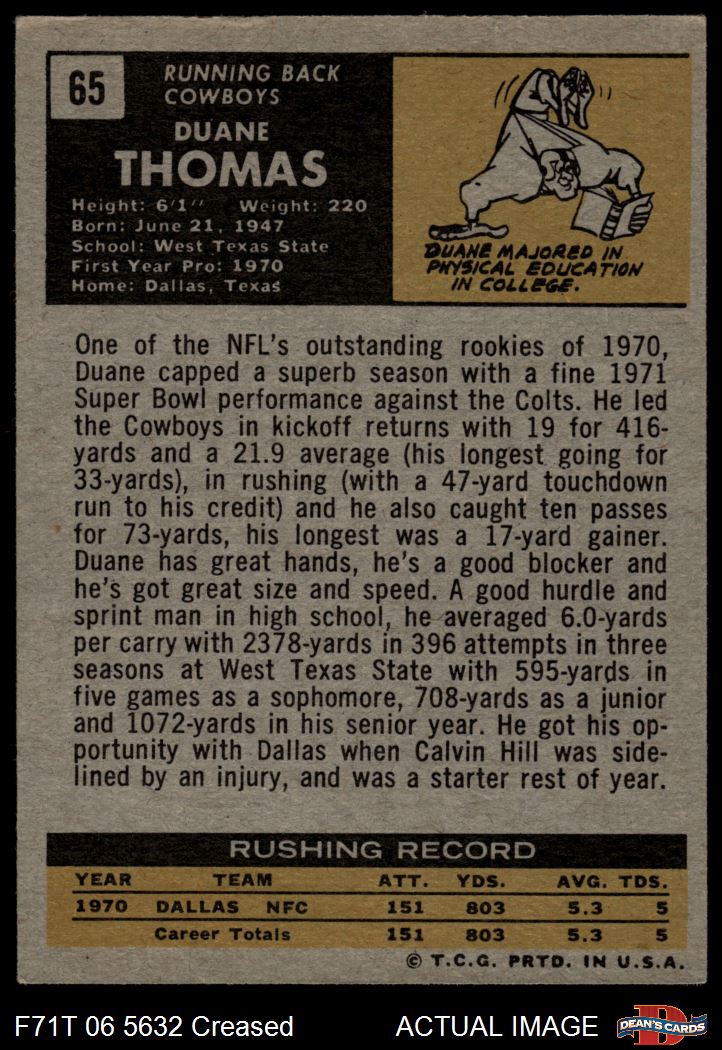 65
RUNNING BACK
COWBOYS
DUANE
THOMAS
Height: 6'1" Weight: 220
Born: June 21, 1947
School: West Texas State
First Year Pro: 1970
Home: Dallas, Texas
DUANE MAJORED IN
PHYSICAL EDUCATION
IN COLLEGE.
One of the NFL's outstanding rookies of 1970,
Duane capped a superb season with a fine 1971
Super Bowl performance against the Colts. He led
the Cowboys in kickoff returns with 19 for 416-
yards and a 21.9 average (his longest going for
33-yards), in rushing (with a 47-yard touchdown
run to his credit) and he also caught ten passes
for 73-yards, his longest was a 17-yard gainer.
Duane has great hands, he's a good blocker and
he's got great size and speed. A good hurdle and
sprint man in high school, he averaged 6.0-yards
per carry with 2378-yards in 396 attempts in three
seasons at West Texas State with 595-yards in
five games as a sophomore, 708-yards as a junior
and 1072-yards in his senior year. He got his op-
portunity with Dallas when Calvin Hill was side-
lined by an injury, and was a starter rest of year.
RUSHING RECORD
YEAR TEAM ATT. YDS. AVG. TDS.
1970 DALLAS NFC 151 803 5.3 5
Career Totals 151 803 5.3 5
© T.C.G. PRTD. IN U.S.A.
F71T 06 5632 Creased ACTUAL IMAGE
D
DEAN'S CARDS